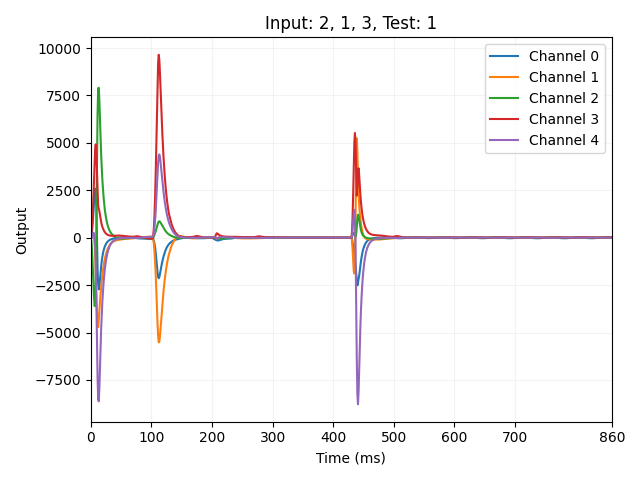 Input: 2, 1, 3, Test: 1
10000
7500
5000
2500
0
−2500
−5000
−7500
Output
Channel 0
Channel 1
Channel 2
Channel 3
Channel 4
0 100 200 300 400 500 600 700 860
Time (ms)